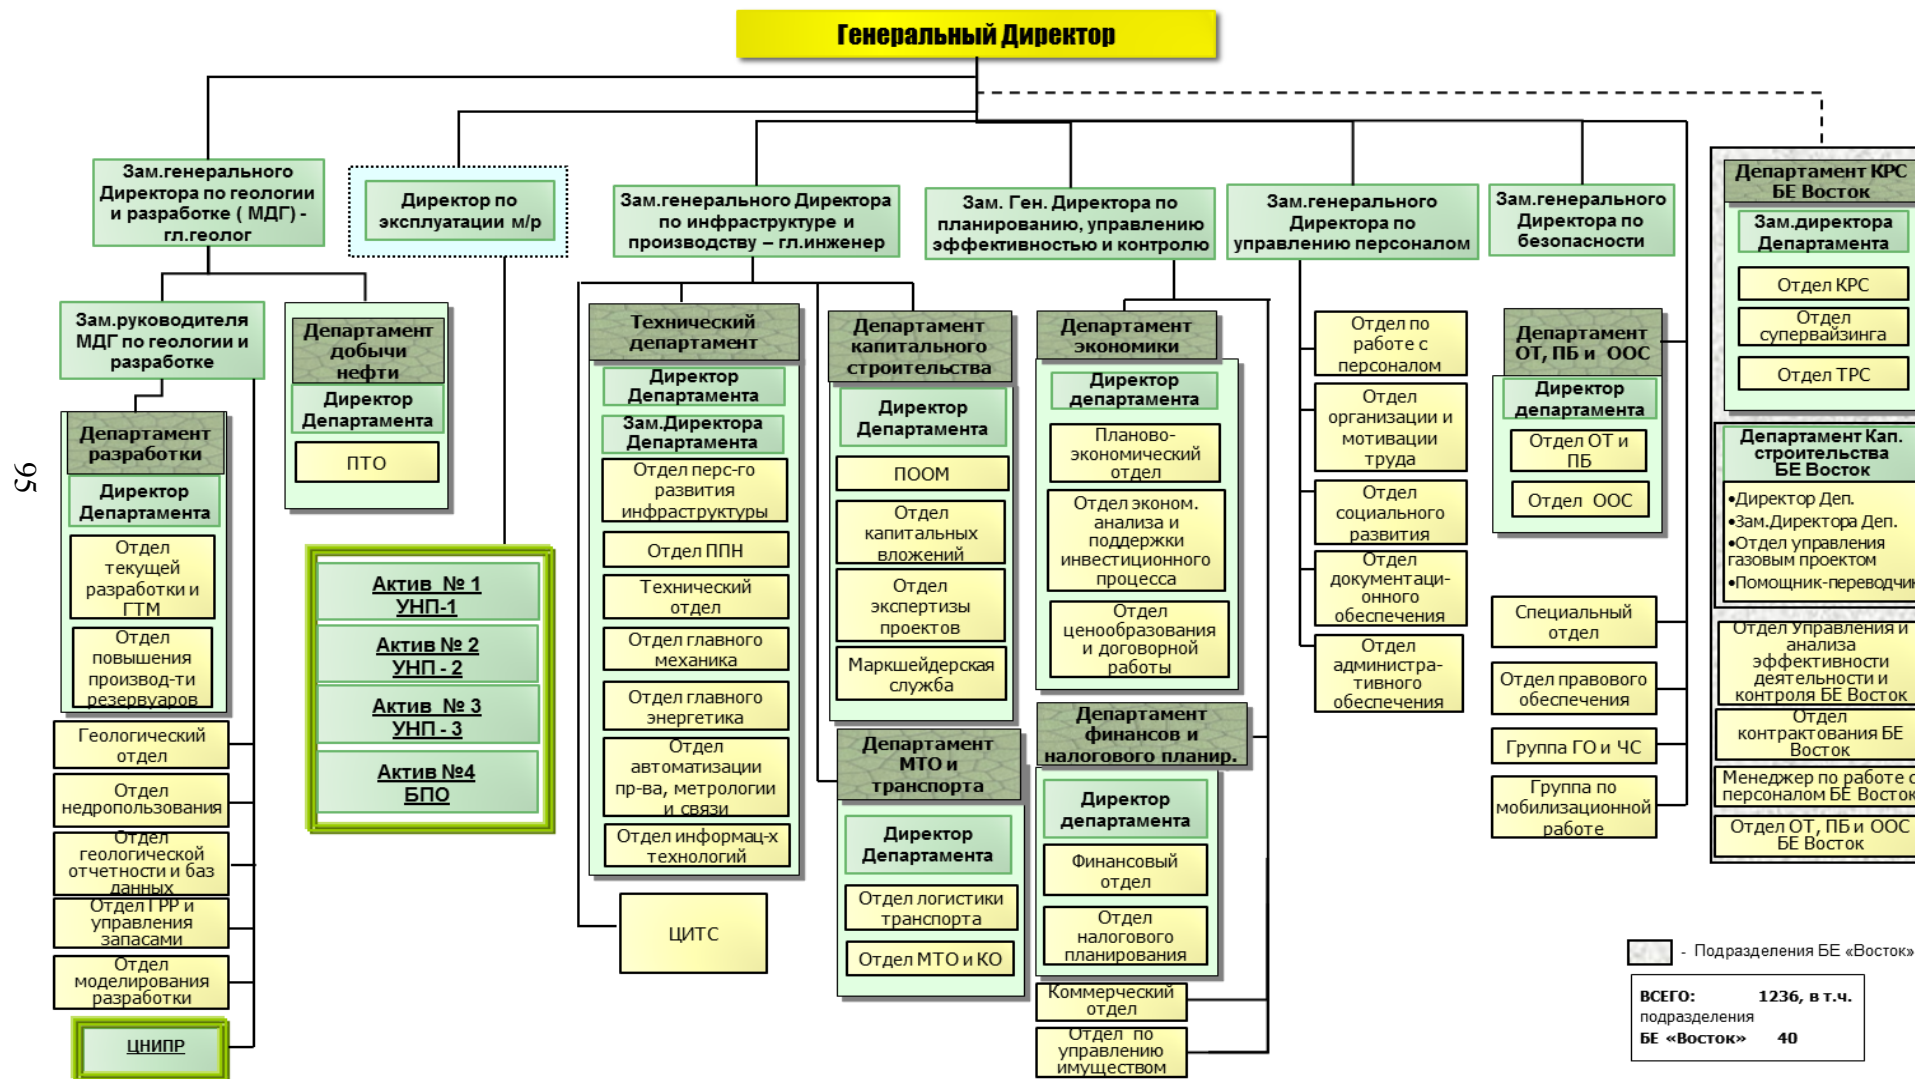 Генеральный Директор
Зам.генерального
Директора по геологии
и разработке ( МДГ) -
гл.геолог
Директор по
эксплуатации м/р
Зам.генерального Директора
по инфраструктуре и
производству – гл.инженер
Зам. Ген. Директора по
планированию, управлению
эффективностью и контролю
Зам.генерального
Директора по
управлению персоналом
Зам.генерального
Директора по
безопасности
Департамент КРС
БЕ Восток
Зам.директора
Департамента
Отдел КРС
Отдел
супервайзинга
Отдел ТРС
Зам.руководителя
МДГ по геологии и
разработке
Департамент
разработки
Директор
Департамента
Отдел
текущей
разработки и
ГТМ
Отдел
повышения
производ-ти
резервуаров
Геологический
отдел
Отдел
недропользования
Отдел
геологической
отчетности и баз
данных
Отдел ГРР и
управления
запасами
Отдел
моделирования
разработки
ЦНИПР
Департамент
добычи
нефти
Директор
Департамента
ПТО
Актив № 1
УНП-1
Актив № 2
УНП - 2
Актив № 3
УНП - 3
Актив №4
БПО
Технический
департамент
Директор
Департамента
Зам.Директора
Департамента
Отдел перс-го
развития
инфраструктуры
Отдел ППН
Технический
отдел
Отдел главного
механика
Отдел главного
энергетика
Отдел
автоматизации
пр-ва, метрологии
и связи
Отдел информац-х
технологий
ЦИТС
Департамент
капитального
строительства
Директор
Департамента
ПООМ
Отдел
капитальных
вложений
Отдел
экспертизы
проектов
Маркшейдерская
служба
Департамент
МТО и
транспорта
Директор
Департамента
Отдел логистики
транспорта
Отдел МТО и КО
Департамент
экономики
Директор
департамента
Планово-
экономический
отдел
Отдел эконом.
анализа и
поддержки
инвестиционного
процесса
Отдел
ценообразования
и договорной
работы
Департамент
финансов и
налогового планир.
Директор
департамента
Финансовый
отдел
Отдел
налогового
планирования
Коммерческий
отдел
Отдел по
управлению
имуществом
Отдел по
работе с
персоналом
Отдел
организации и
мотивации
труда
Отдел
социального
развития
Отдел
документаци-
онного
обеспечения
Отдел
администра-
тивного
обеспечения
Департамент
ОТ, ПБ и ООС
Директор
департамента
Отдел ОТ и
ПБ
Отдел ООС
Специальный
отдел
Отдел правового
обеспечения
Группа ГО и ЧС
Группа по
мобилизационной
работе
Департамент Кап.
строительства
БЕ Восток
•Директор Деп.
•Зам.Директора Деп.
•Отдел управления
газовым проектом
•Помощник-переводчик
Отдел Управления и
анализа
эффективности
деятельности и
контроля БЕ Восток
Отдел
контрактования БЕ
Восток
Менеджер по работе с
персоналом БЕ Восток
Отдел ОТ, ПБ и ООС
БЕ Восток
- Подразделения БЕ «Восток»
ВСЕГО: 1236, в т.ч.
подразделения
БЕ «Восток» 40
95